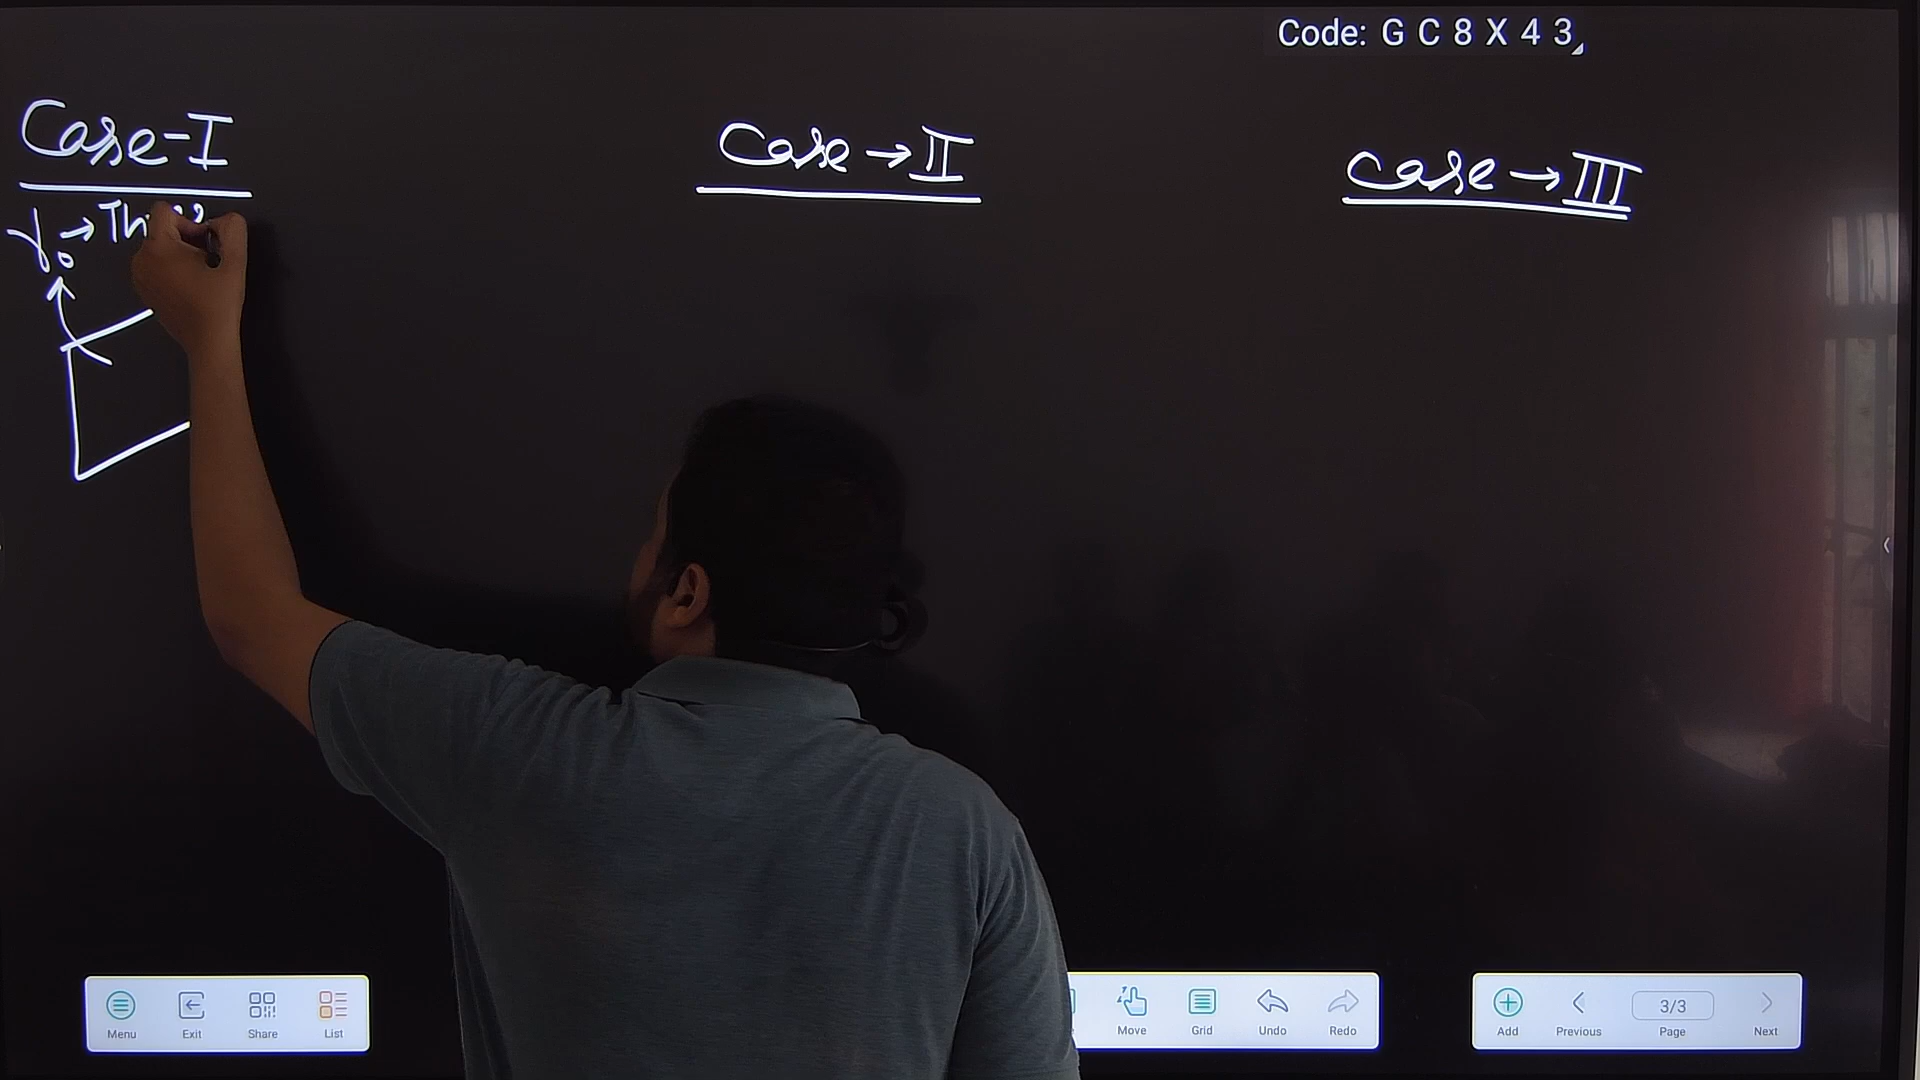 Code: G C 8 X 4 3
Case-I
Case → II
Case → III
γ₀ →
Menu
Exit
Share
List
Move
Grid
Undo
Redo
Add
Previous
3/3
Page
Next